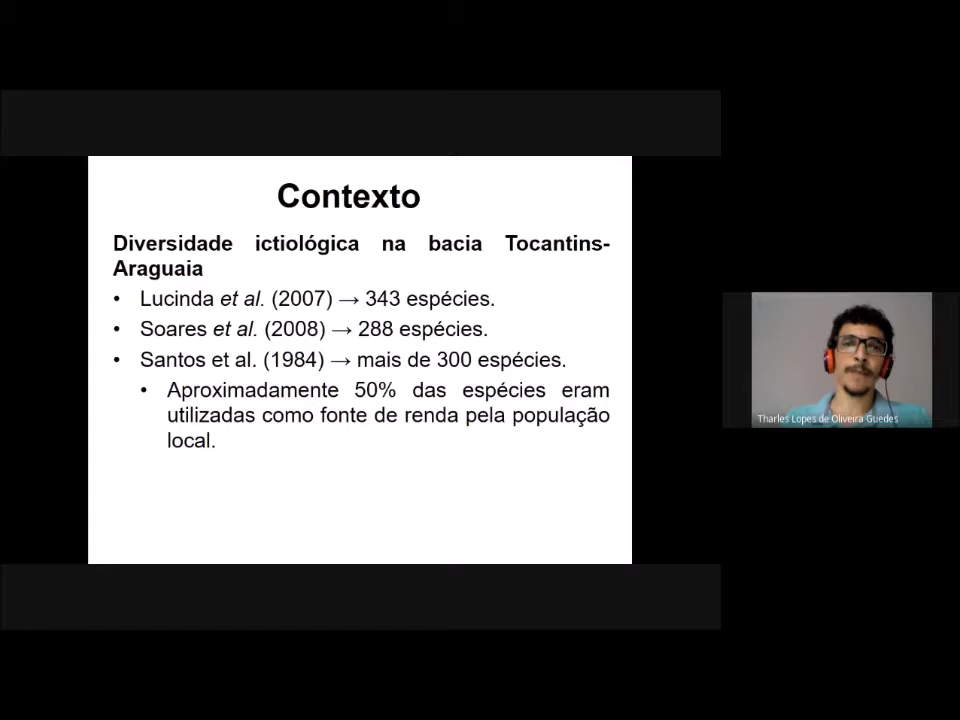 Contexto
Diversidade ictiológica na bacia Tocantins-
Araguaia
• Lucinda et al. (2007) → 343 espécies.
• Soares et al. (2008) → 288 espécies.
• Santos et al. (1984) → mais de 300 espécies.
• Aproximadamente 50% das espécies eram
utilizadas como fonte de renda pela população
local.
Tharles Lopes de Oliveira Guedes